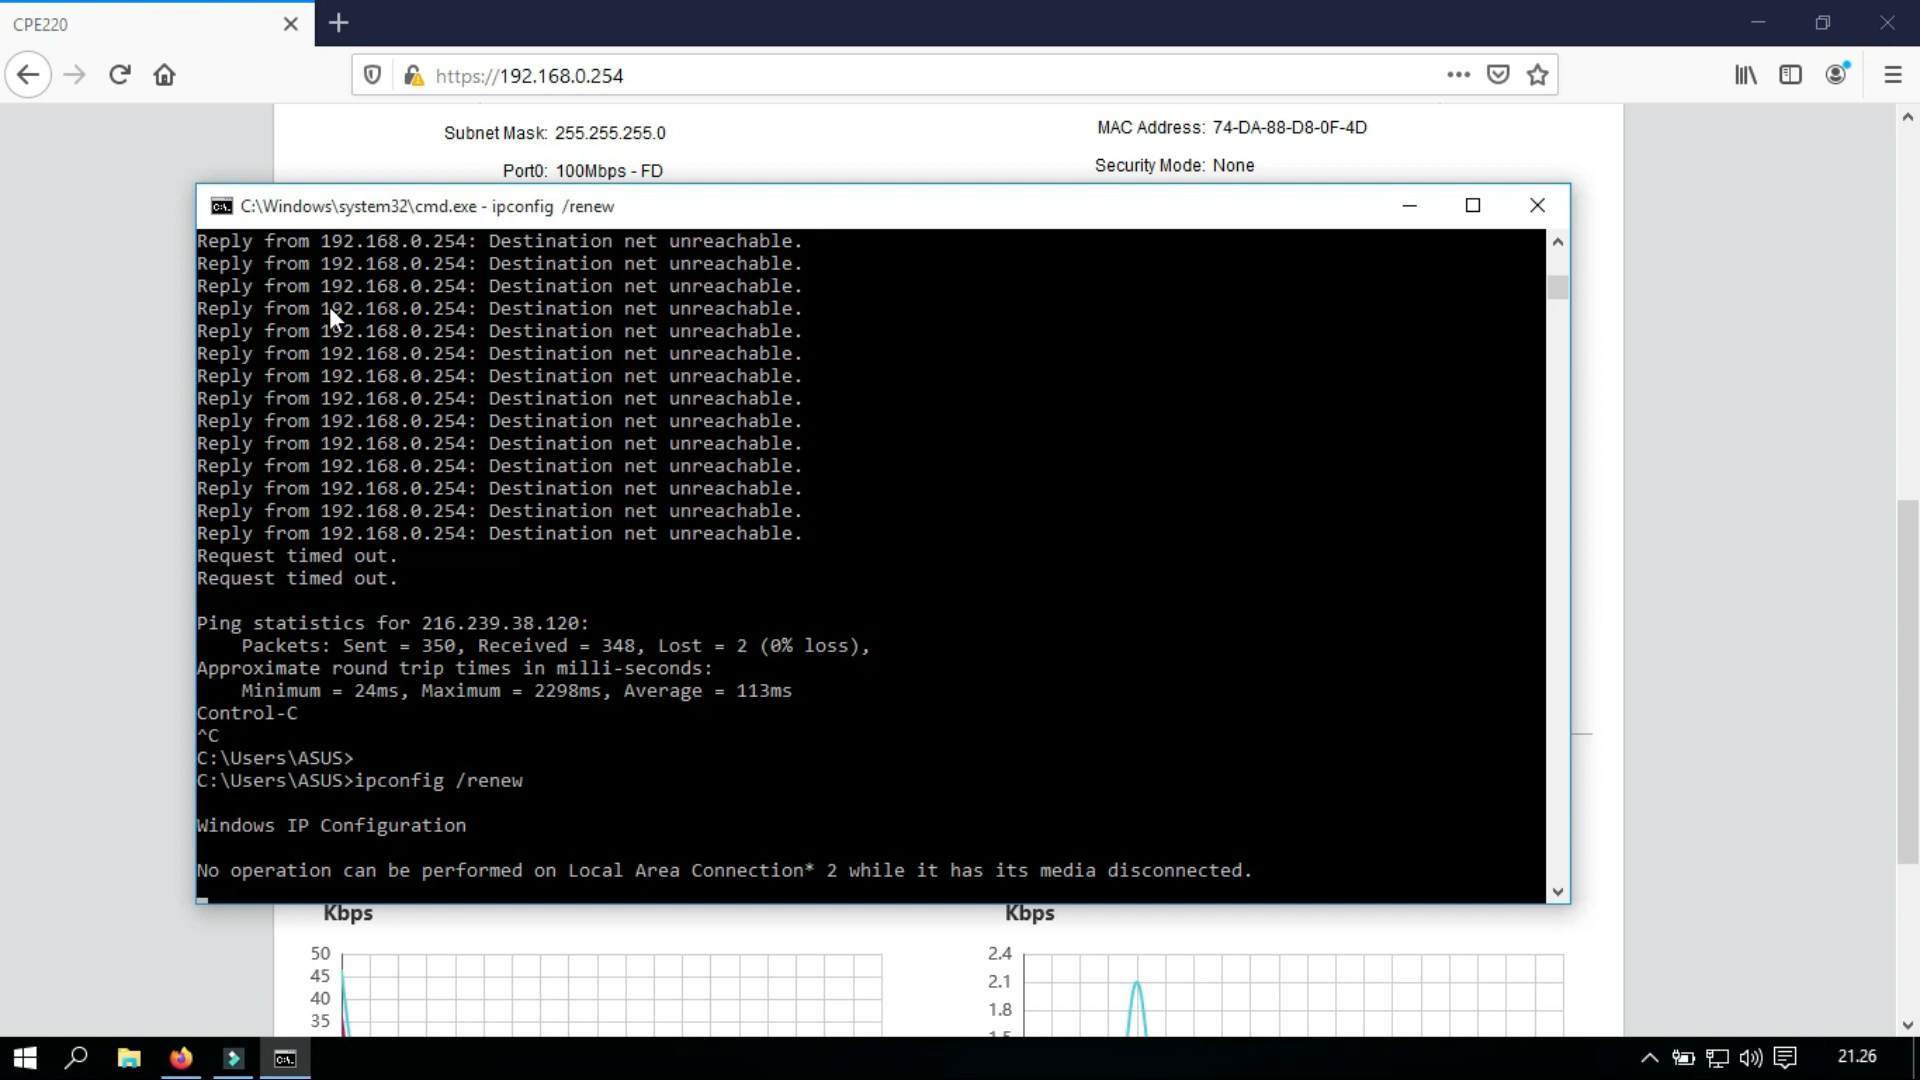 CPE220
https://192.168.0.254
Subnet Mask: 255.255.255.0
MAC Address: 74-DA-88-D8-0F-4D
Port0: 100Mbps - FD
Security Mode: None
C:\Windows\system32\cmd.exe - ipconfig  /renew
Reply from 192.168.0.254: Destination net unreachable.
Reply from 192.168.0.254: Destination net unreachable.
Reply from 192.168.0.254: Destination net unreachable.
Reply from 192.168.0.254: Destination net unreachable.
Reply from 192.168.0.254: Destination net unreachable.
Reply from 192.168.0.254: Destination net unreachable.
Reply from 192.168.0.254: Destination net unreachable.
Reply from 192.168.0.254: Destination net unreachable.
Reply from 192.168.0.254: Destination net unreachable.
Reply from 192.168.0.254: Destination net unreachable.
Reply from 192.168.0.254: Destination net unreachable.
Reply from 192.168.0.254: Destination net unreachable.
Reply from 192.168.0.254: Destination net unreachable.
Reply from 192.168.0.254: Destination net unreachable.
Request timed out.
Request timed out.
Ping statistics for 216.239.38.120:
Packets: Sent = 350, Received = 348, Lost = 2 (0% loss),
Approximate round trip times in milli-seconds:
Minimum = 24ms, Maximum = 2298ms, Average = 113ms
Control-C
^C
C:\Users\ASUS>
C:\Users\ASUS>ipconfig /renew
Windows IP Configuration
No operation can be performed on Local Area Connection* 2 while it has its media disconnected.
Kbps
50
45
40
35
Kbps
2.4
2.1
1.8
21.26